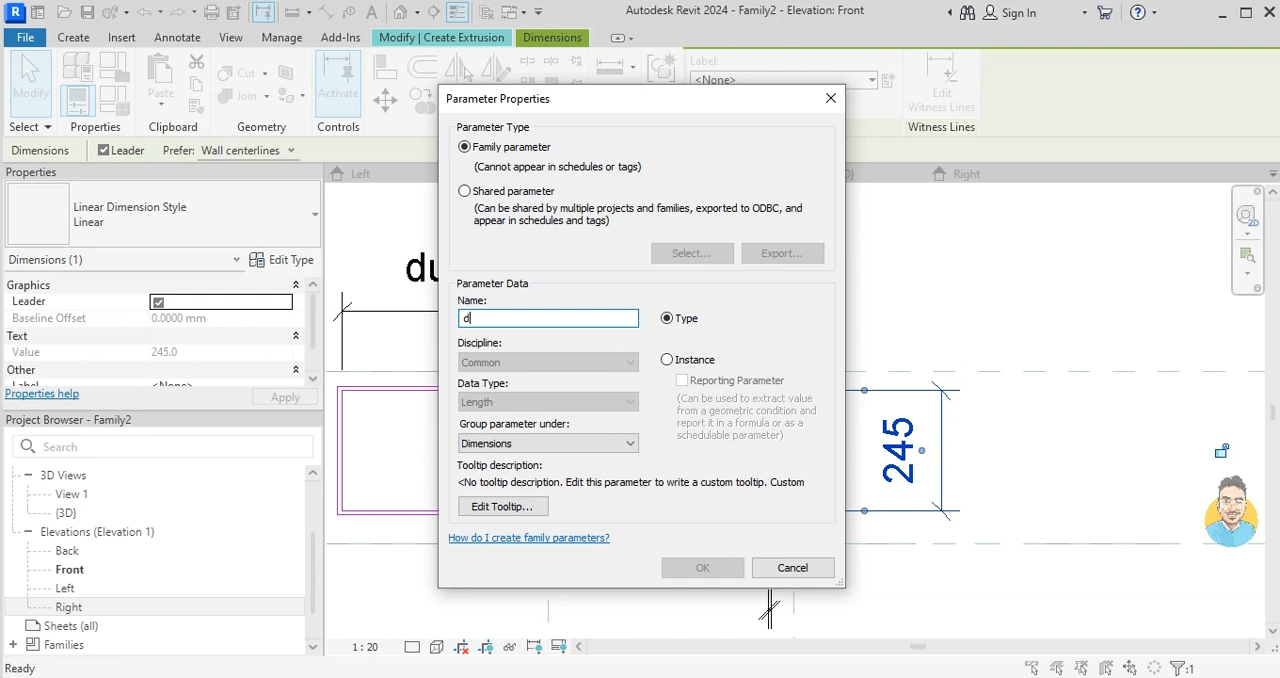 R Autodesk Revit 2024 - Family2 - Elevation: Front Sign In
File Create Insert Annotate View Manage Add-Ins Modify | Create Extrusion Dimensions
Modify Paste Cut Join Activate Label: <None> Edit Witness Lines
Select Properties Clipboard Geometry Controls Witness Lines
Dimensions Leader Prefer: Wall centerlines
Properties
Linear Dimension Style
Linear
Dimensions (1) Edit Type
Graphics
Leader
Baseline Offset 0.0000 mm
Text
Value 245.0
Other
Label <None>
Properties help Apply
Project Browser - Family2
Search
3D Views
View 1
{3D}
Elevations (Elevation 1)
Back
Front
Left
Right
Sheets (all)
Families
Ready
Left Right
du
245
2D
1 : 20
:1
Parameter Properties
Parameter Type
Family parameter
(Cannot appear in schedules or tags)
Shared parameter
(Can be shared by multiple projects and families, exported to ODBC, and
appear in schedules and tags)
Select... Export...
Parameter Data
Name:
d
Type
Discipline:
Common
Instance
Data Type:
Length
Reporting Parameter
(Can be used to extract value
from a geometric condition and
report it in a formula or as a
schedulable parameter)
Group parameter under:
Dimensions
Tooltip description:
<No tooltip description. Edit this parameter to write a custom tooltip. Custom
Edit Tooltip...
How do I create family parameters?
OK Cancel